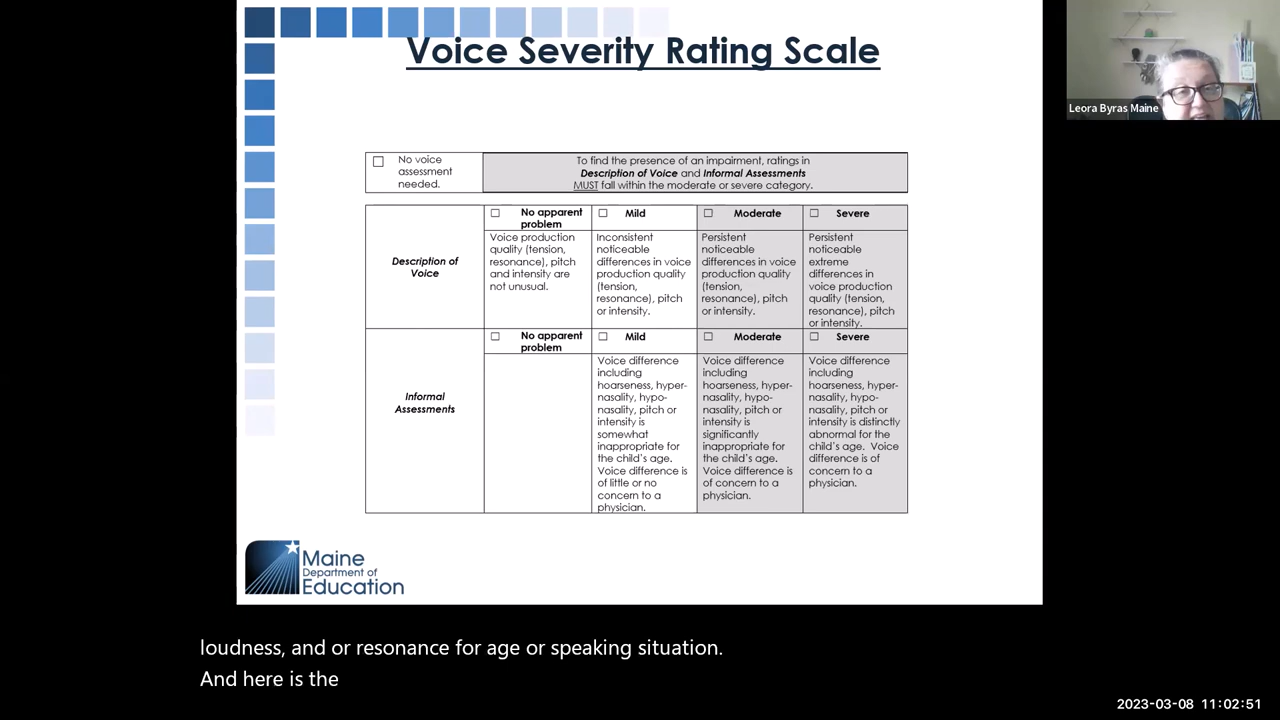 Voice Severity Rating Scale
Leora Byras Maine
☐ No voice
assessment
needed.
To find the presence of an impairment, ratings in
Description of Voice and Informal Assessments
MUST fall within the moderate or severe category.
Description of
Voice
☐ No apparent
problem
Voice production
quality (tension,
resonance), pitch
and intensity are
not unusual.
☐ Mild
Inconsistent
noticeable
differences in voice
production quality
(tension,
resonance), pitch
or intensity.
☐ Moderate
Persistent
noticeable
differences in voice
production quality
(tension,
resonance), pitch
or intensity.
☐ Severe
Persistent
noticeable
extreme
differences in
voice production
quality (tension,
resonance), pitch
or intensity.
Informal
Assessments
☐ No apparent
problem
☐ Mild
Voice difference
including
hoarseness, hyper-
nasality, hypo-
nasality, pitch or
intensity is
somewhat
inappropriate for
the child's age.
Voice difference is
of little or no
concern to a
physician.
☐ Moderate
Voice difference
including
hoarseness, hyper-
nasality, hypo-
nasality, pitch or
intensity is
significantly
inappropriate for
the child's age.
Voice difference is
of concern to a
physician.
☐ Severe
Voice difference
including
hoarseness, hyper-
nasality, hypo-
nasality, pitch or
intensity is distinctly
abnormal for the
child's age. Voice
difference is of
concern to a
physician.
Maine
Department of
Education
loudness, and or resonance for age or speaking situation.
And here is the
2023-03-08 11:02:51